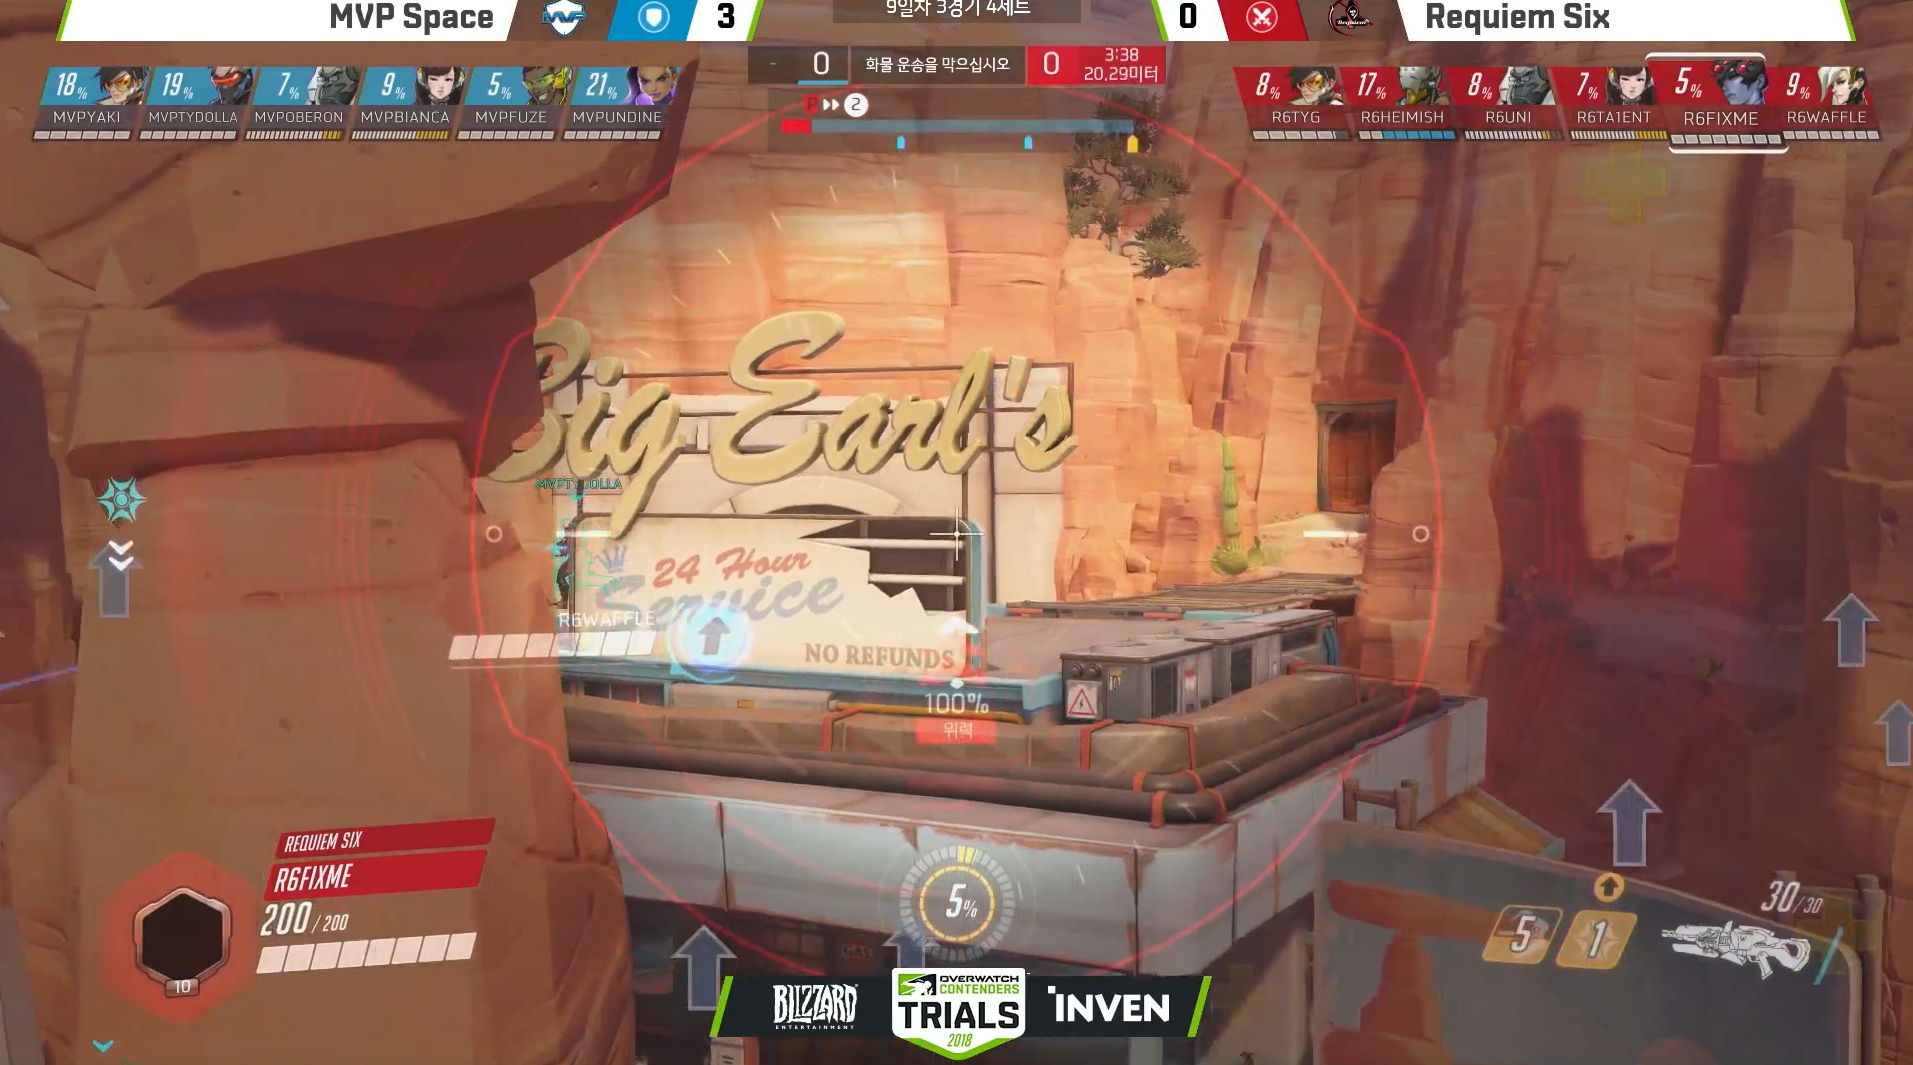 MVP Space
3
9일차 3경기 4세트
0
Requiem Six
0
화물 운송을 막으십시오
0
3:38
20.29미터
P
2
18%
19%
7%
9%
5%
21%
MVPYAKI
MVPTYDOLLA
MVPOBERON
MVPBIANCA
MVPFUZE
MVPUNDINE
8%
17%
8%
7%
5%
9%
R6TYG
R6HEIMISH
R6UNI
R6TA1ENT
R6FIXME
R6WAFFLE
Big Earl's
MVPTYDOLLA
24 Hour
Service
NO REFUNDS
R6WAFFLE
100%
위력
REQUIEM SIX
R6FIXME
200/200
10
5%
GAS
5
1
30/30
BLIZZARD
ENTERTAINMENT
OVERWATCH
CONTENDERS
TRIALS
2018
INVEN